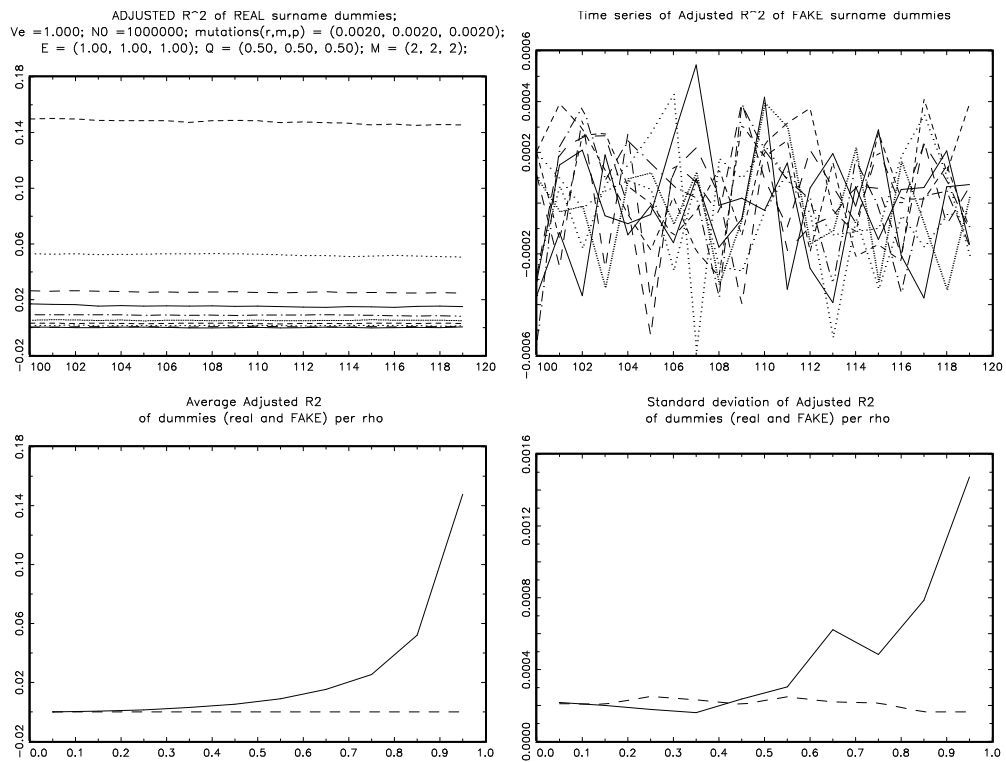 ADJUSTED R^2 of REAL surname dummies;
Ve =1.000; N0 =1000000; mutations(r,m,p) = (0.0020, 0.0020, 0.0020);
E = (1.00, 1.00, 1.00); Q = (0.50, 0.50, 0.50); M = (2, 2, 2);
0.18
0.14
0.10
0.06
0.02
-0.02
100 102 104 106 108 110 112 114 116 118 120
Time series of Adjusted R^2 of FAKE surname dummies
0.0006
0.0004
0.0002
-0.0002
-0.0006
100 102 104 106 108 110 112 114 116 118 120
Average Adjusted R2
of dummies (real and FAKE) per rho
0.18
0.14
0.10
0.06
0.02
-0.02
0.0 0.1 0.2 0.3 0.4 0.5 0.6 0.7 0.8 0.9 1.0
Standard deviation of Adjusted R2
of dummies (real and FAKE) per rho
0.0016
0.0012
0.0008
0.0004
0.0000
0.0 0.1 0.2 0.3 0.4 0.5 0.6 0.7 0.8 0.9 1.0